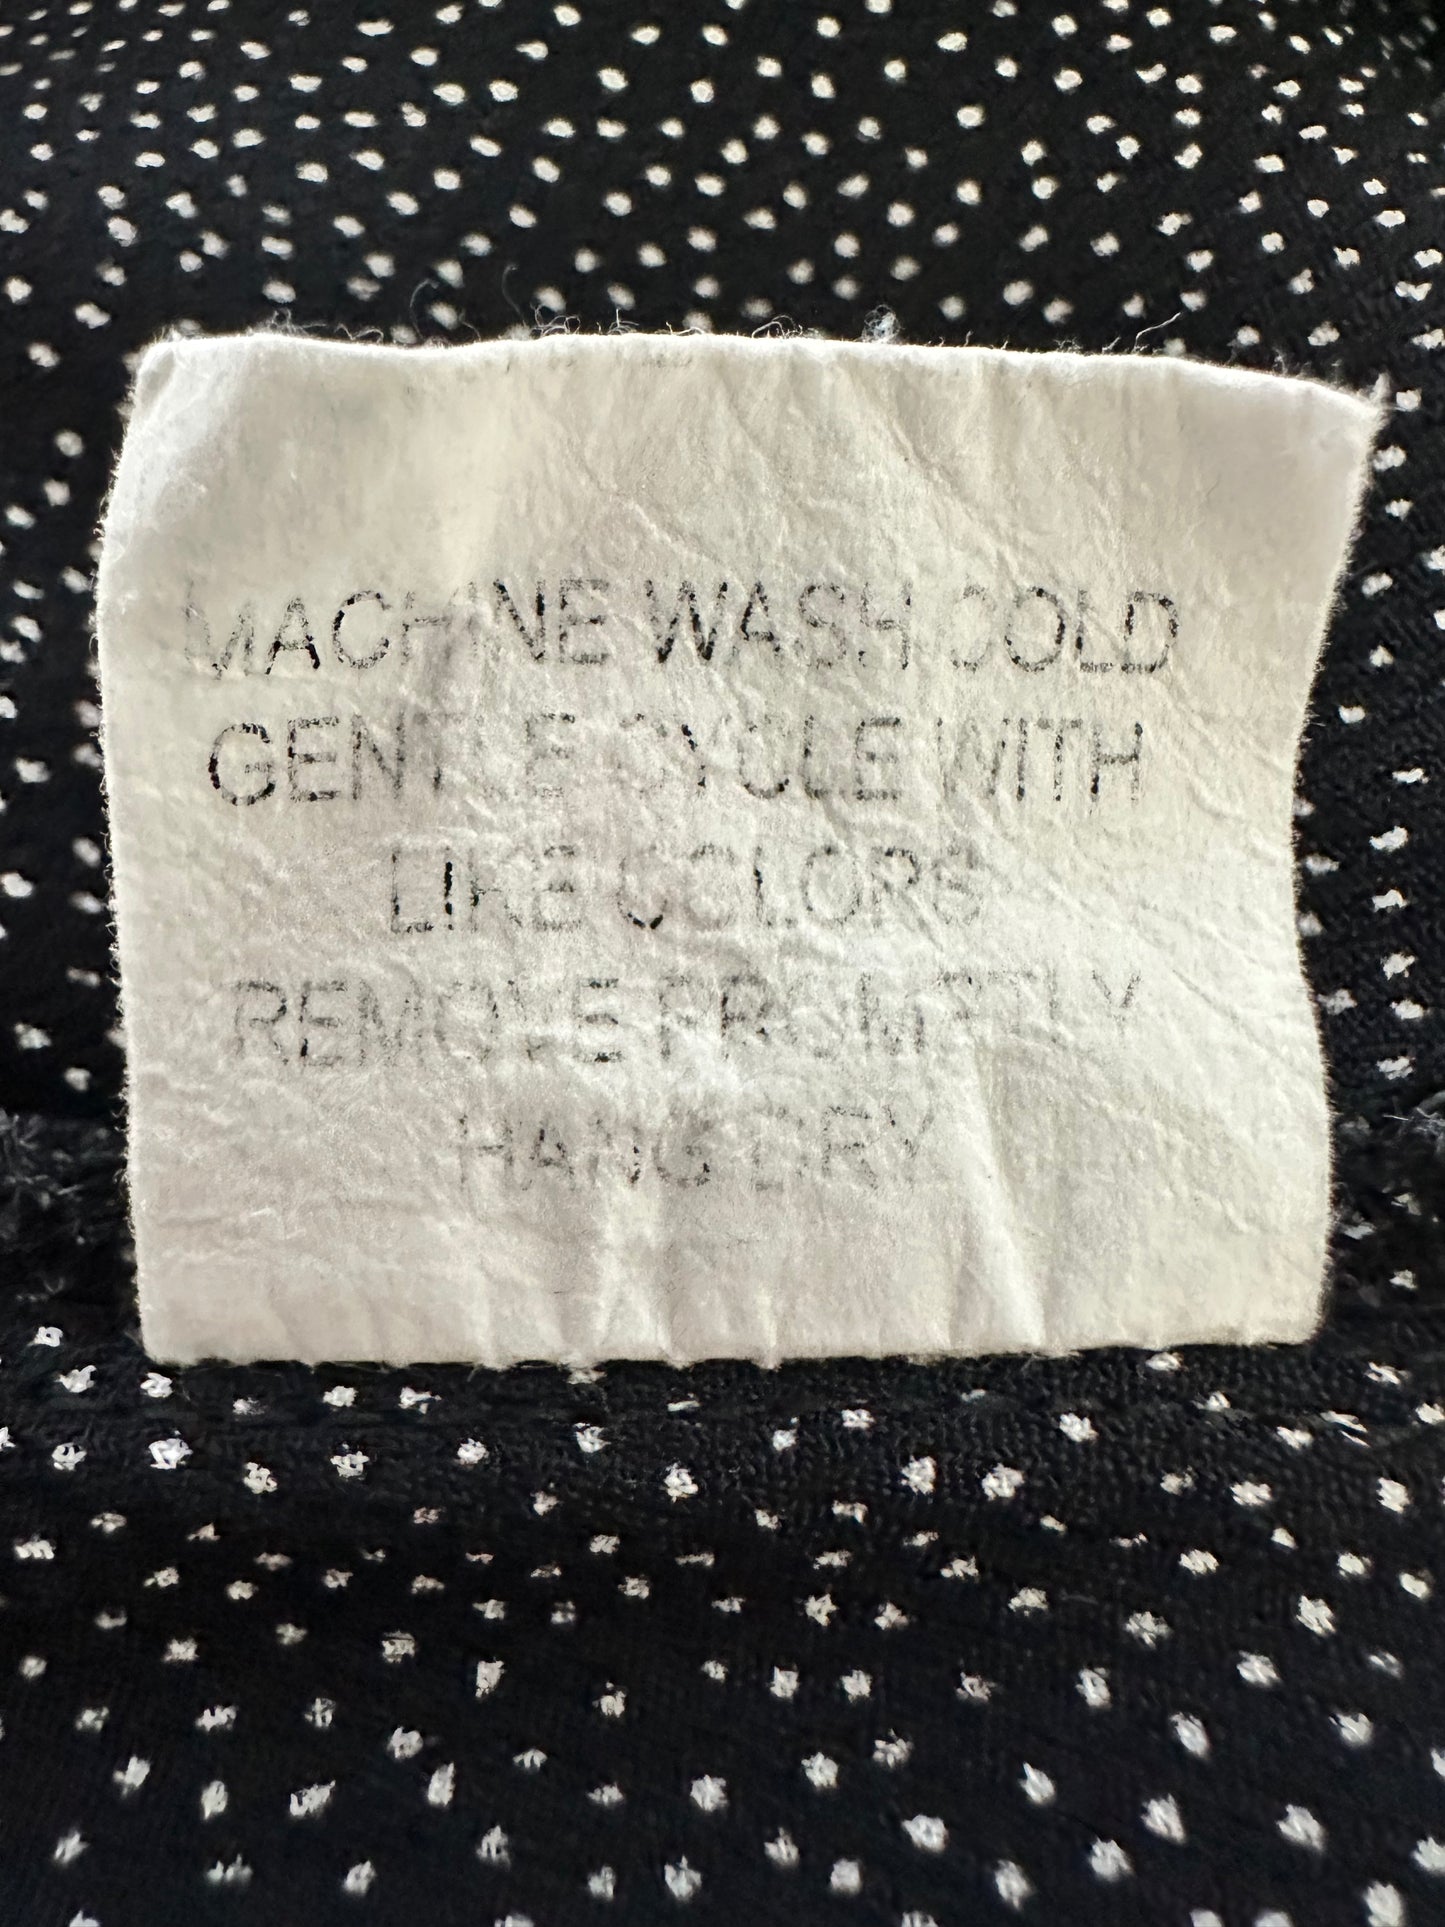 MACHINE WASH COLD
GENTLE CYCLE WITH
LIKE COLORS
REMOVE PROMPTLY
HANG DRY